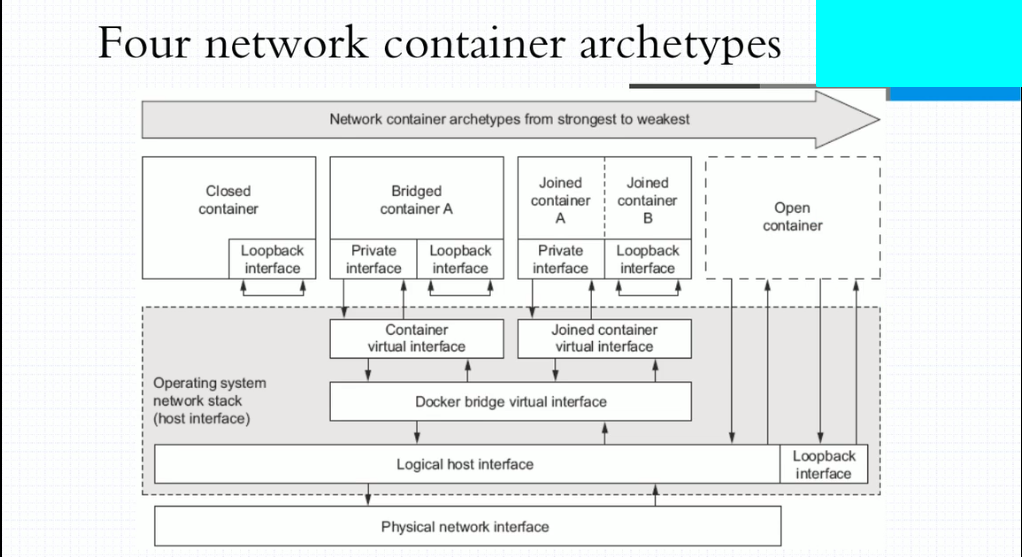 Four network container archetypes
Network container archetypes from strongest to weakest
Closed
container
Loopback
interface
Bridged
container A
Private
interface
Loopback
interface
Joined
container
A
Joined
container
B
Private
interface
Loopback
interface
Open
container
Container
virtual interface
Joined container
virtual interface
Operating system
network stack
(host interface)
Docker bridge virtual interface
Logical host interface
Loopback
interface
Physical network interface